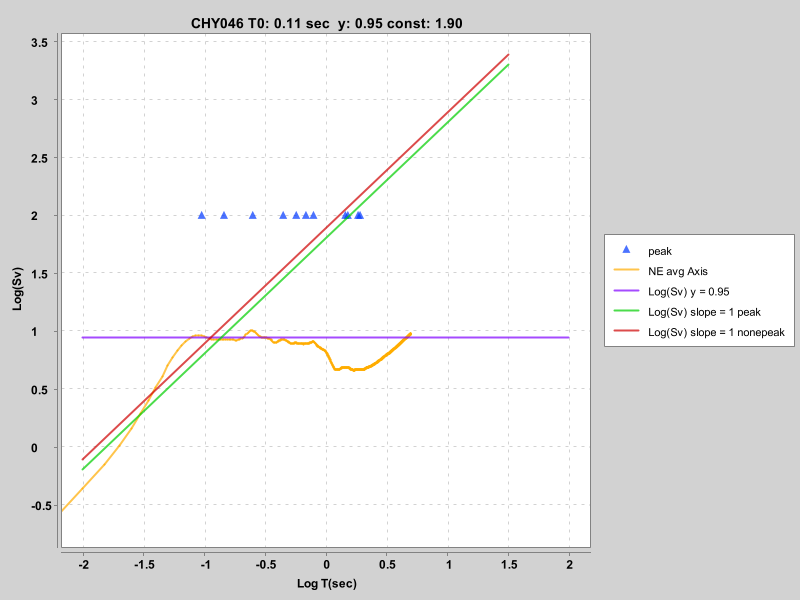 CHY046 T0: 0.11 sec  y: 0.95 const: 1.90
3.5
3
2.5
2
1.5
1
0.5
0
-0.5
Log(Sv)
-2 -1.5 -1 -0.5 0 0.5 1 1.5 2
Log T(sec)
peak
NE avg Axis
Log(Sv) y = 0.95
Log(Sv) slope = 1 peak
Log(Sv) slope = 1 nonepeak